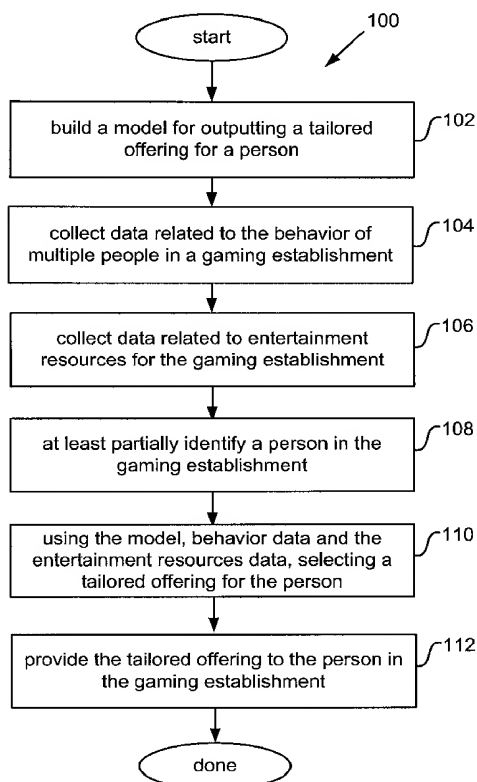 start
100
build a model for outputting a tailored
offering for a person
102
collect data related to the behavior of
multiple people in a gaming establishment
104
collect data related to entertainment
resources for the gaming establishment
106
at least partially identify a person in the
gaming establishment
108
using the model, behavior data and the
entertainment resources data, selecting a
tailored offering for the person
110
provide the tailored offering to the person in
the gaming establishment
112
done